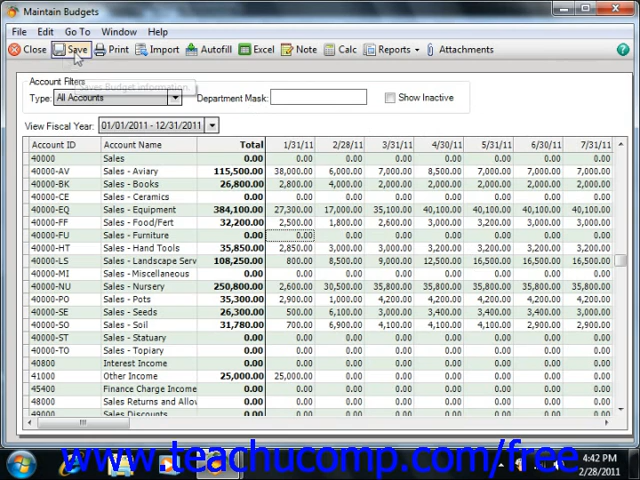 Maintain Budgets
File Edit Go To Window Help
Close Save Print Import Autofill Excel Note Calc Reports Attachments
Saves Budget information.
Account Filters
Type: All Accounts Department Mask: Show Inactive
View Fiscal Year: 01/01/2011 - 12/31/2011
Account ID Account Name Total 1/31/11 2/28/11 3/31/11 4/30/11 5/31/11 6/30/11 7/31/11
40000 Sales 0.00 0.00 0.00 0.00 0.00 0.00 0.00 0.00
40000-AV Sales - Aviary 115,500.00 38,000.00 6,000.00 7,000.00 8,500.00 7,000.00 7,000.00 7,000.00
40000-BK Sales - Books 26,800.00 2,800.00 4,000.00 2,000.00 2,000.00 2,000.00 2,000.00 2,000.00
40000-CE Sales - Ceramics 0.00 0.00 0.00 0.00 0.00 0.00 0.00 0.00
40000-EQ Sales - Equipment 384,100.00 27,300.00 17,000.00 35,100.00 40,100.00 40,100.00 40,100.00 40,100.00
40000-FF Sales - Food/Fert 32,200.00 2,500.00 1,800.00 2,600.00 3,000.00 3,200.00 3,200.00 3,200.00
40000-FU Sales - Furniture 0.00 0.00 0.00 0.00 0.00 0.00 0.00 0.00
40000-HT Sales - Hand Tools 35,850.00 2,850.00 3,000.00 3,000.00 3,200.00 3,200.00 3,200.00 3,200.00
40000-LS Sales - Landscape Serv 108,250.00 800.00 8,500.00 9,000.00 12,500.00 16,500.00 16,500.00 16,500.00
40000-MI Sales - Miscellaneous 0.00 0.00 0.00 0.00 0.00 0.00 0.00 0.00
40000-NU Sales - Nursery 250,800.00 2,600.00 30,500.00 35,800.00 35,800.00 35,800.00 35,800.00 35,800.00
40000-PO Sales - Pots 35,300.00 2,900.00 1,000.00 4,200.00 4,200.00 4,200.00 4,200.00 4,200.00
40000-SE Sales - Seeds 26,300.00 500.00 6,100.00 3,400.00 3,000.00 3,000.00 3,000.00 3,000.00
40000-SO Sales - Soil 31,780.00 700.00 6,900.00 4,100.00 4,100.00 4,100.00 2,900.00 2,900.00
40000-ST Sales - Statuary 0.00 0.00 0.00 0.00 0.00 0.00 0.00 0.00
40000-TO Sales - Topiary 0.00 0.00 0.00 0.00 0.00 0.00 0.00 0.00
40800 Interest Income 0.00 0.00 0.00 0.00 0.00 0.00 0.00 0.00
41000 Other Income 25,000.00 25,000.00 0.00 0.00 0.00 0.00 0.00 0.00
45400 Finance Charge Income 0.00 0.00 0.00 0.00 0.00 0.00 0.00 0.00
48000 Sales Returns and Allow 0.00 0.00 0.00 0.00 0.00 0.00 0.00 0.00
49000 Sales Discounts 0.00 0.00 0.00 0.00 0.00 0.00 0.00 0.00
www.teachucomp.com/free
4:42 PM
2/28/2011